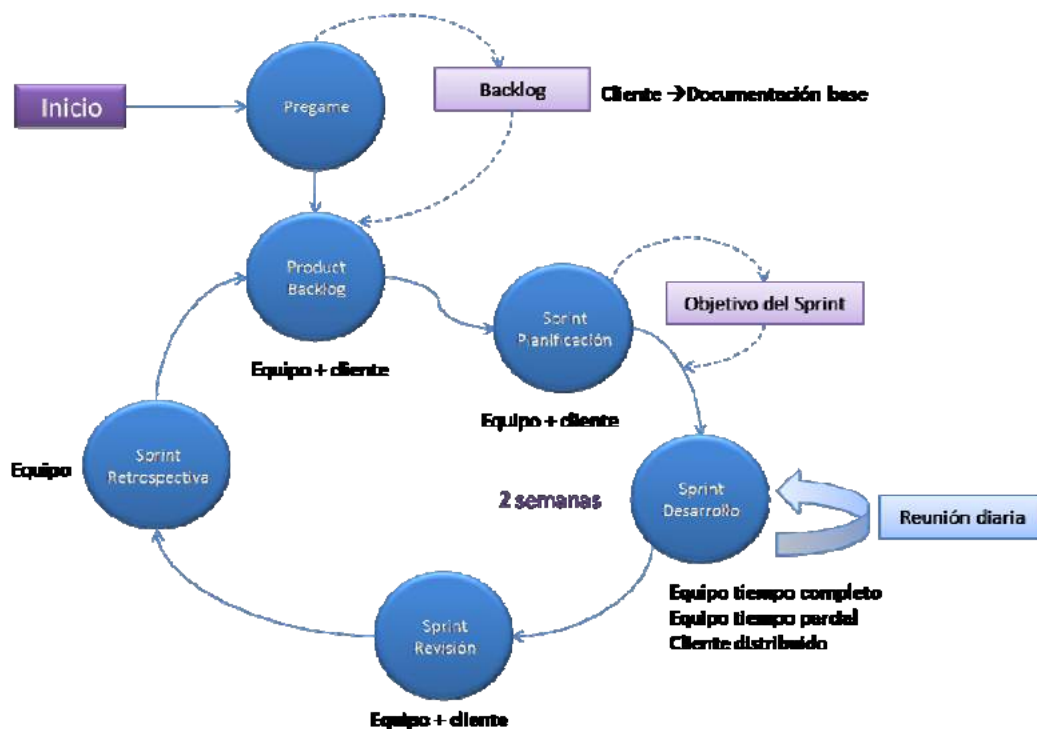 Inicio
Pregame
Backlog
Cliente →Documentación base
Product
Backlog
Equipo + cliente
Sprint
Planificación
Objetivo del Sprint
Equipo + cliente
Sprint
Retrospectiva
Equipo
2 semanas
Sprint
Desarrollo
Reunión diaria
Equipo tiempo completo
Equipo tiempo parcial
Cliente distribuido
Sprint
Revisión
Equipo + cliente